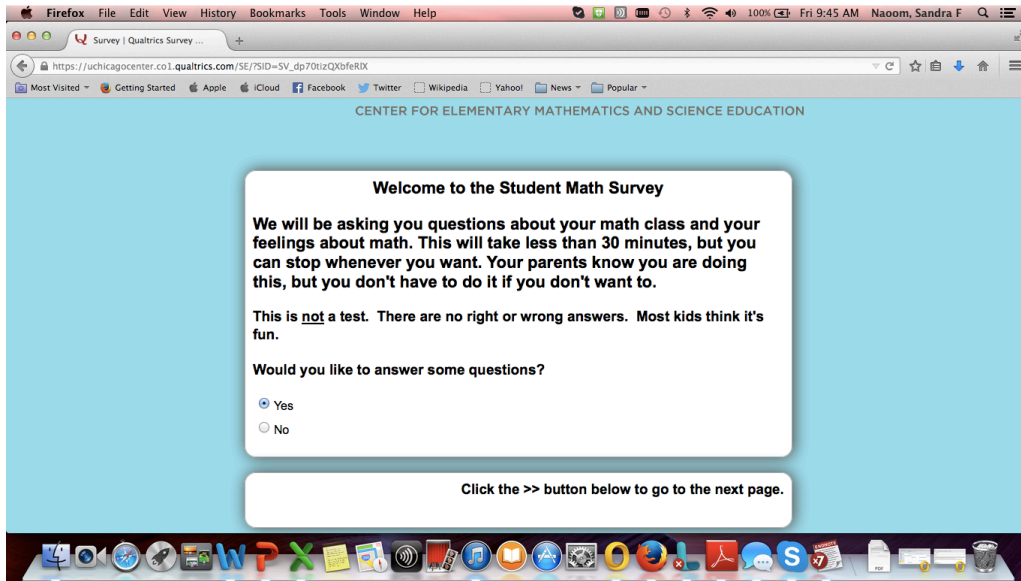 Firefox File Edit View History Bookmarks Tools Window Help 100% Fri 9:45 AM Naoom, Sandra F
Survey | Qualtrics Survey ... +
https://uchicagocenter.co1.qualtrics.com/SE/?SID=SV_dp70tizQXbfeRIX
Most Visited Getting Started Apple iCloud Facebook Twitter Wikipedia Yahoo! News Popular
CENTER FOR ELEMENTARY MATHEMATICS AND SCIENCE EDUCATION
Welcome to the Student Math Survey
We will be asking you questions about your math class and your
feelings about math. This will take less than 30 minutes, but you
can stop whenever you want. Your parents know you are doing
this, but you don't have to do it if you don't want to.
This is not a test. There are no right or wrong answers. Most kids think it's
fun.
Would you like to answer some questions?
Yes
No
Click the >> button below to go to the next page.